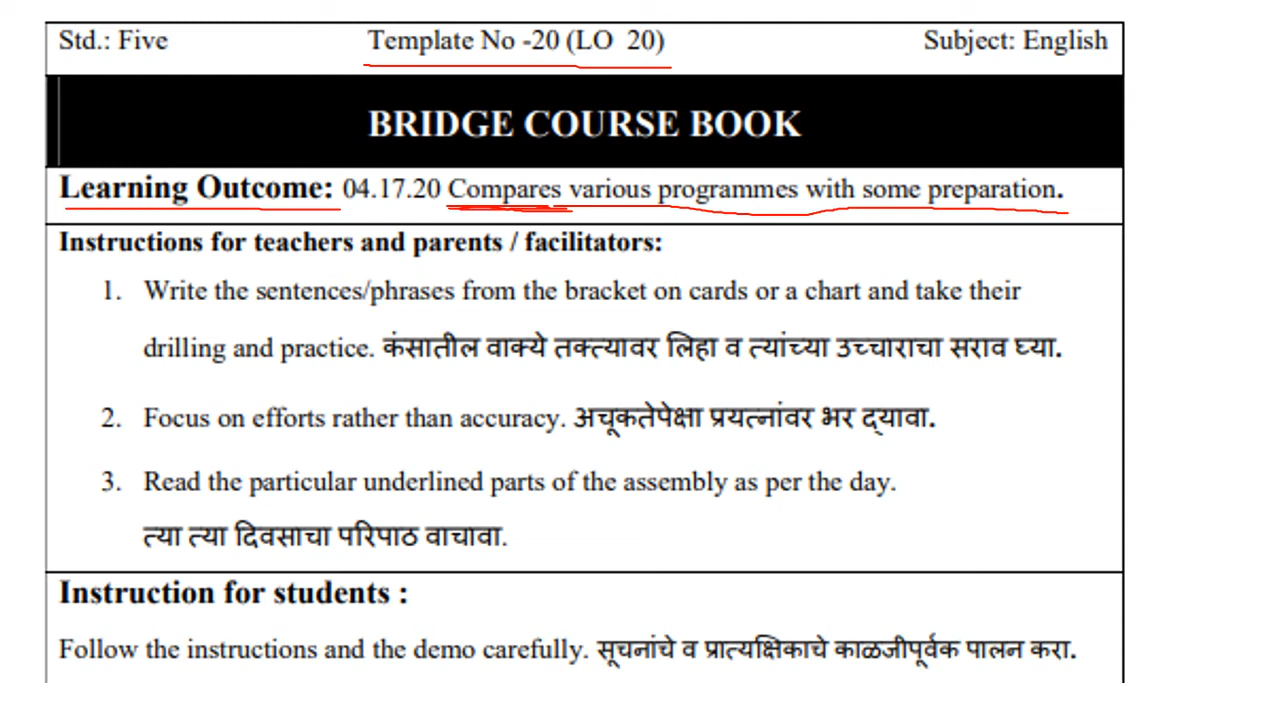 Std.: Five Template No -20 (LO 20) Subject: English
BRIDGE COURSE BOOK
Learning Outcome: 04.17.20 Compares various programmes with some preparation.
Instructions for teachers and parents / facilitators:
1. Write the sentences/phrases from the bracket on cards or a chart and take their
drilling and practice. कंसातील वाक्ये तक्त्यावर लिहा व त्यांच्या उच्चाराचा सराव घ्या.
2. Focus on efforts rather than accuracy. अचूकतेपेक्षा प्रयत्नांवर भर द्‌यावा.
3. Read the particular underlined parts of the assembly as per the day.
त्या त्या दिवसाचा परिपाठ वाचावा.
Instruction for students :
Follow the instructions and the demo carefully. सूचनांचे व प्रात्यक्षिकाचे काळजीपूर्वक पालन करा.